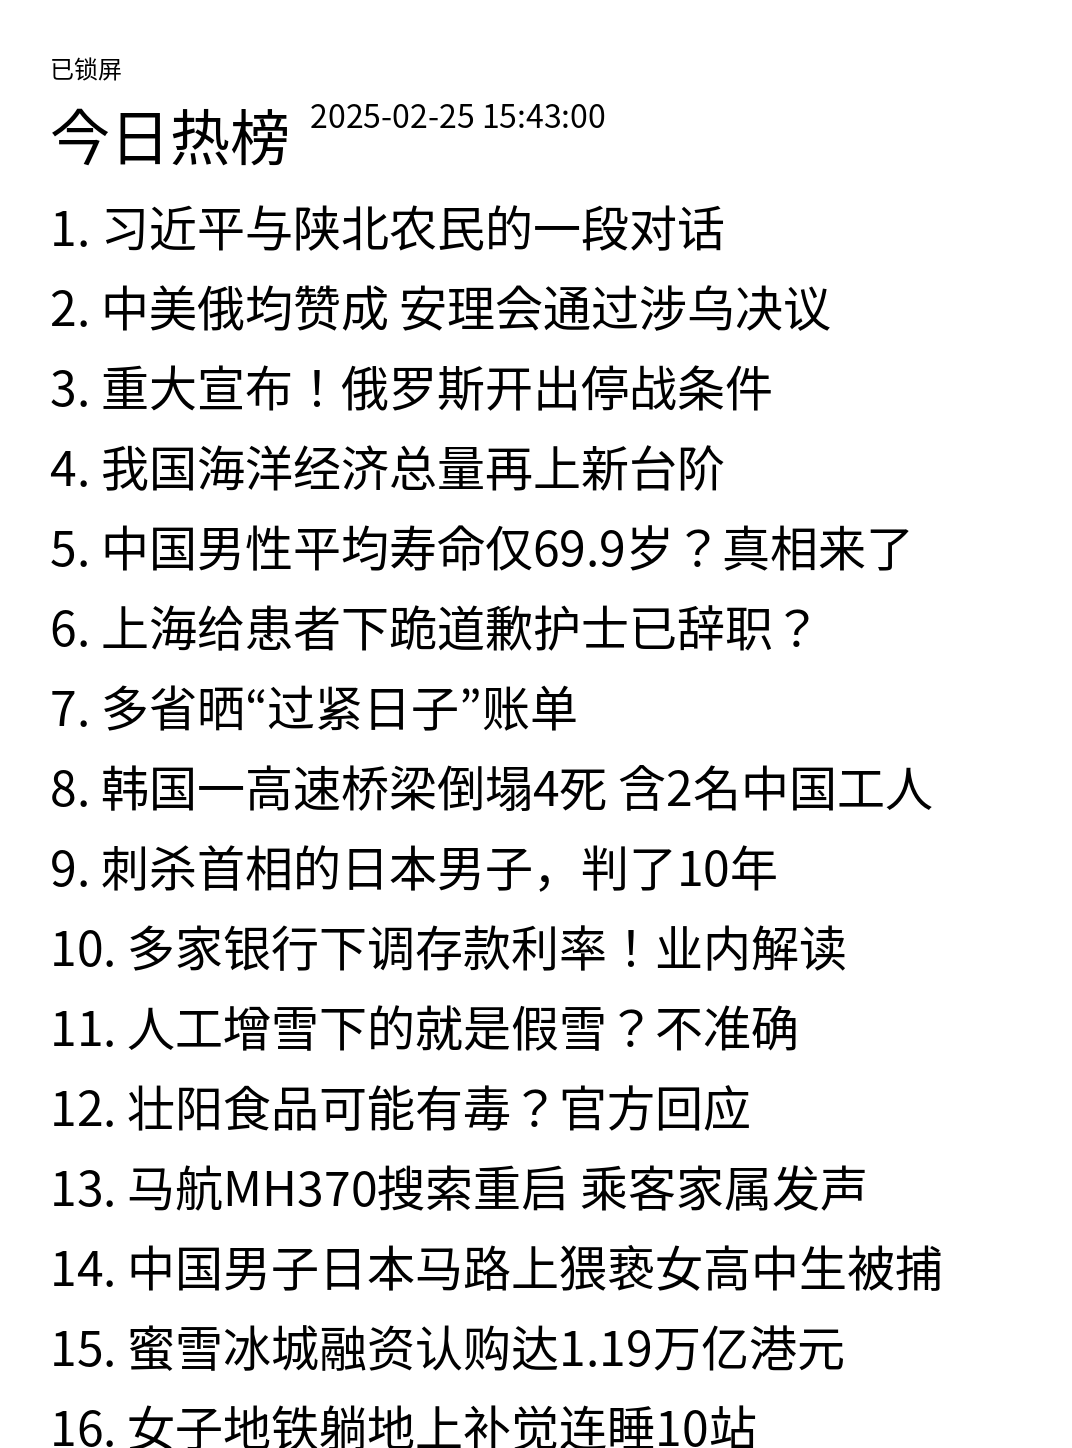 已锁屏
今日热榜 2025-02-25 15:43:00
1. 习近平与陕北农民的一段对话
2. 中美俄均赞成 安理会通过涉乌决议
3. 重大宣布！俄罗斯开出停战条件
4. 我国海洋经济总量再上新台阶
5. 中国男性平均寿命仅69.9岁？真相来了
6. 上海给患者下跪道歉护士已辞职？
7. 多省晒“过紧日子”账单
8. 韩国一高速桥梁倒塌4死 含2名中国工人
9. 刺杀首相的日本男子，判了10年
10. 多家银行下调存款利率！业内解读
11. 人工增雪下的就是假雪？不准确
12. 壮阳食品可能有毒？官方回应
13. 马航MH370搜索重启 乘客家属发声
14. 中国男子日本马路上猥亵女高中生被捕
15. 蜜雪冰城融资认购达1.19万亿港元
16. 女子地铁躺地上补觉连睡10站